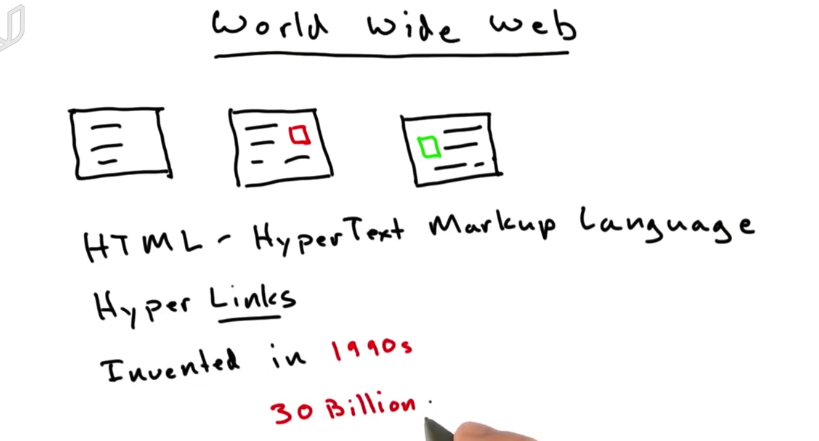 World Wide Web
HTML - HyperText Markup Language
Hyper Links
Invented in 1990s
30 Billion